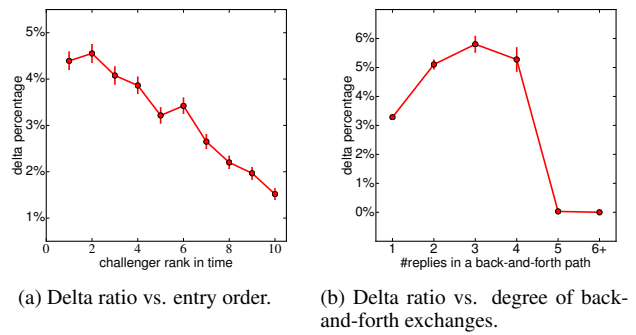 5%
4%
3%
2%
1%
delta percentage
0 2 4 6 8 10
challenger rank in time
(a) Delta ratio vs. entry order.
6%
5%
4%
3%
2%
1%
0%
delta percentage
1 2 3 4 5 6+
#replies in a back-and-forth path
(b) Delta ratio vs. degree of back-
and-forth exchanges.